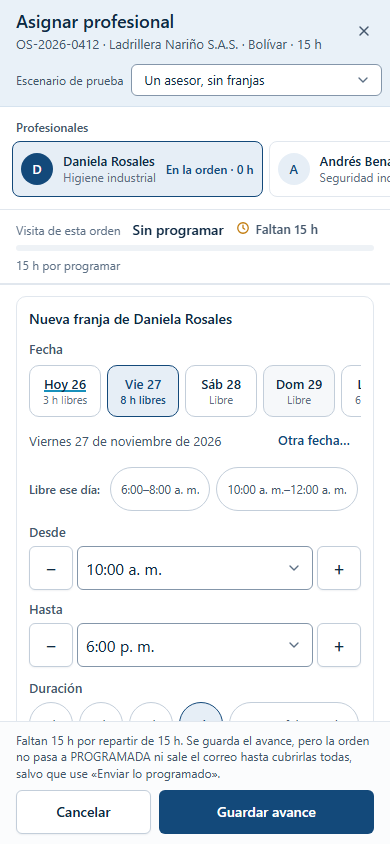 Asignar profesional
OS-2026-0412 · Ladrillera Nariño S.A.S. · Bolívar · 15 h
Escenario de prueba
Un asesor, sin franjas
Profesionales
D
Daniela Rosales
Higiene industrial
En la orden · 0 h
A
Andrés Bena
Seguridad ind
Visita de esta orden
Sin programar
Faltan 15 h
15 h por programar
Nueva franja de Daniela Rosales
Fecha
Hoy 26
3 h libres
Vie 27
8 h libres
Sáb 28
Libre
Dom 29
Libre
L
6
Viernes 27 de noviembre de 2026
Otra fecha...
Libre ese día:
6:00–8:00 a. m.
10:00 a. m.–12:00 a. m.
Desde
−
10:00 a. m.
+
Hasta
−
6:00 p. m.
+
Duración
Faltan 15 h por repartir de 15 h. Se guarda el avance, pero la orden
no pasa a PROGRAMADA ni sale el correo hasta cubrirlas todas,
salvo que use «Enviar lo programado».
Cancelar
Guardar avance